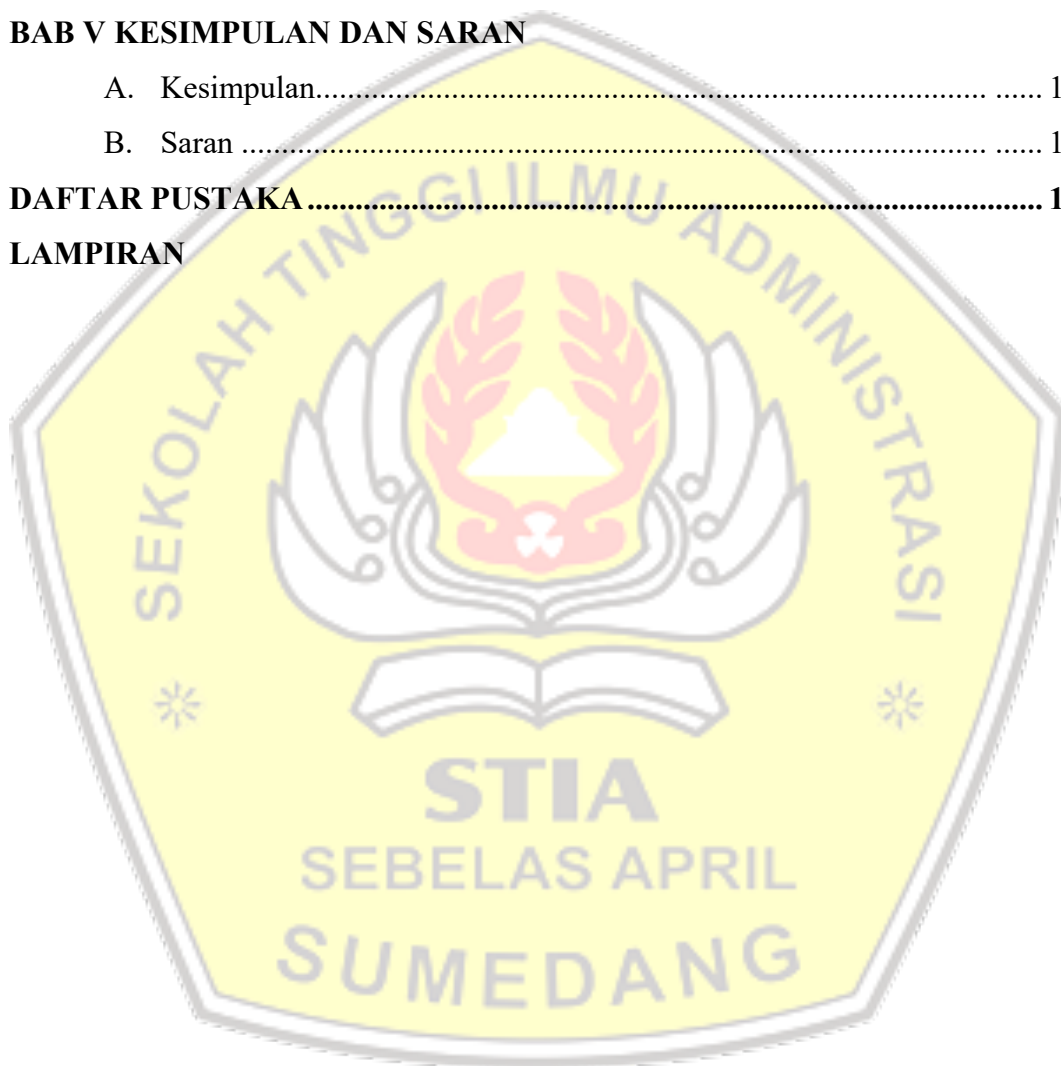 BAB V KESIMPULAN DAN SARAN
A. Kesimpulan.................................................................................. ...... 1
B. Saran ........................................................................................... ...... 1
DAFTAR PUSTAKA .......................................................................................... 1
LAMPIRAN
SEKOLAH TINGGI ILMU ADMINISTRASI
STIA
SEBELAS APRIL
SUMEDANG